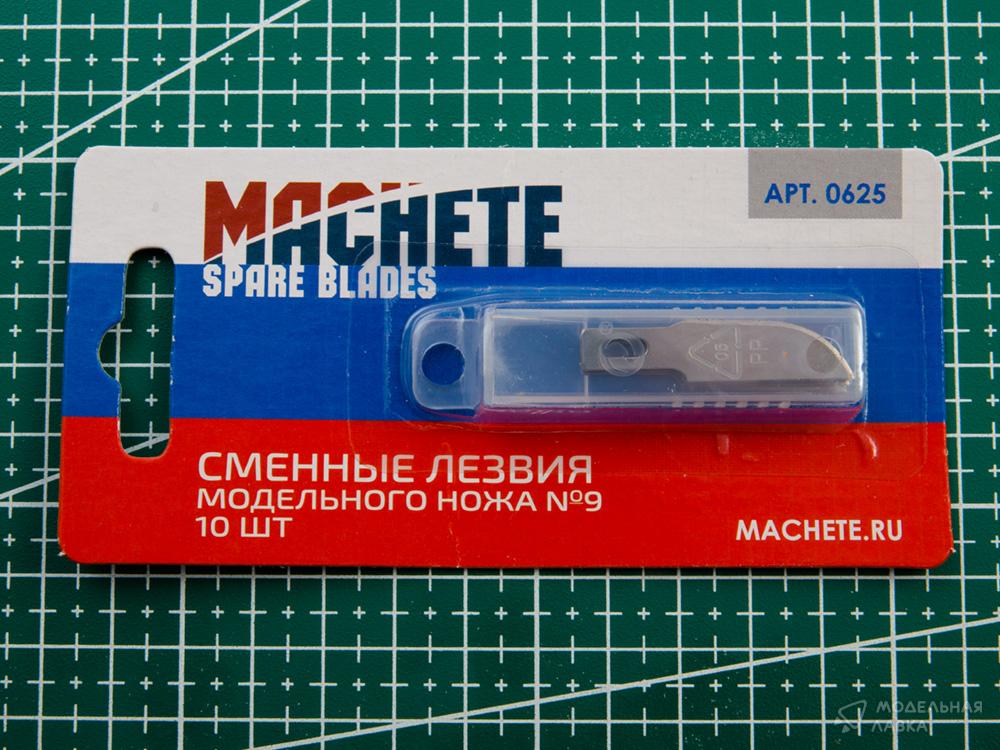 MACHETE
АРТ. 0625
SPARE BLADES
СМЕННЫЕ ЛЕЗВИЯ
МОДЕЛЬНОГО НОЖА №9
10 ШТ
MACHETE.RU
МОДЕЛЬНАЯ
ЛАВКА